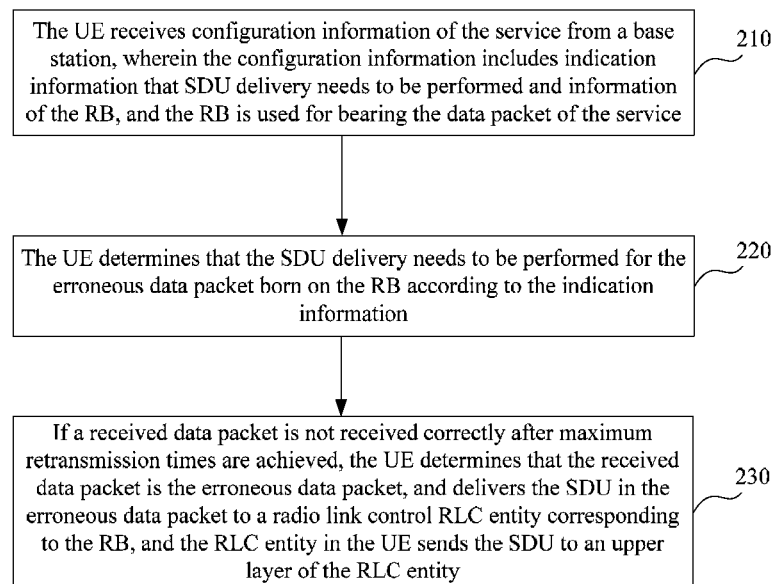 The UE receives configuration information of the service from a base
station, wherein the configuration information includes indication
information that SDU delivery needs to be performed and information
of the RB, and the RB is used for bearing the data packet of the service
210
The UE determines that the SDU delivery needs to be performed for the
erroneous data packet born on the RB according to the indication
information
220
If a received data packet is not received correctly after maximum
retransmission times are achieved, the UE determines that the received
data packet is the erroneous data packet, and delivers the SDU in the
erroneous data packet to a radio link control RLC entity corresponding
to the RB, and the RLC entity in the UE sends the SDU to an upper
layer of the RLC entity
230